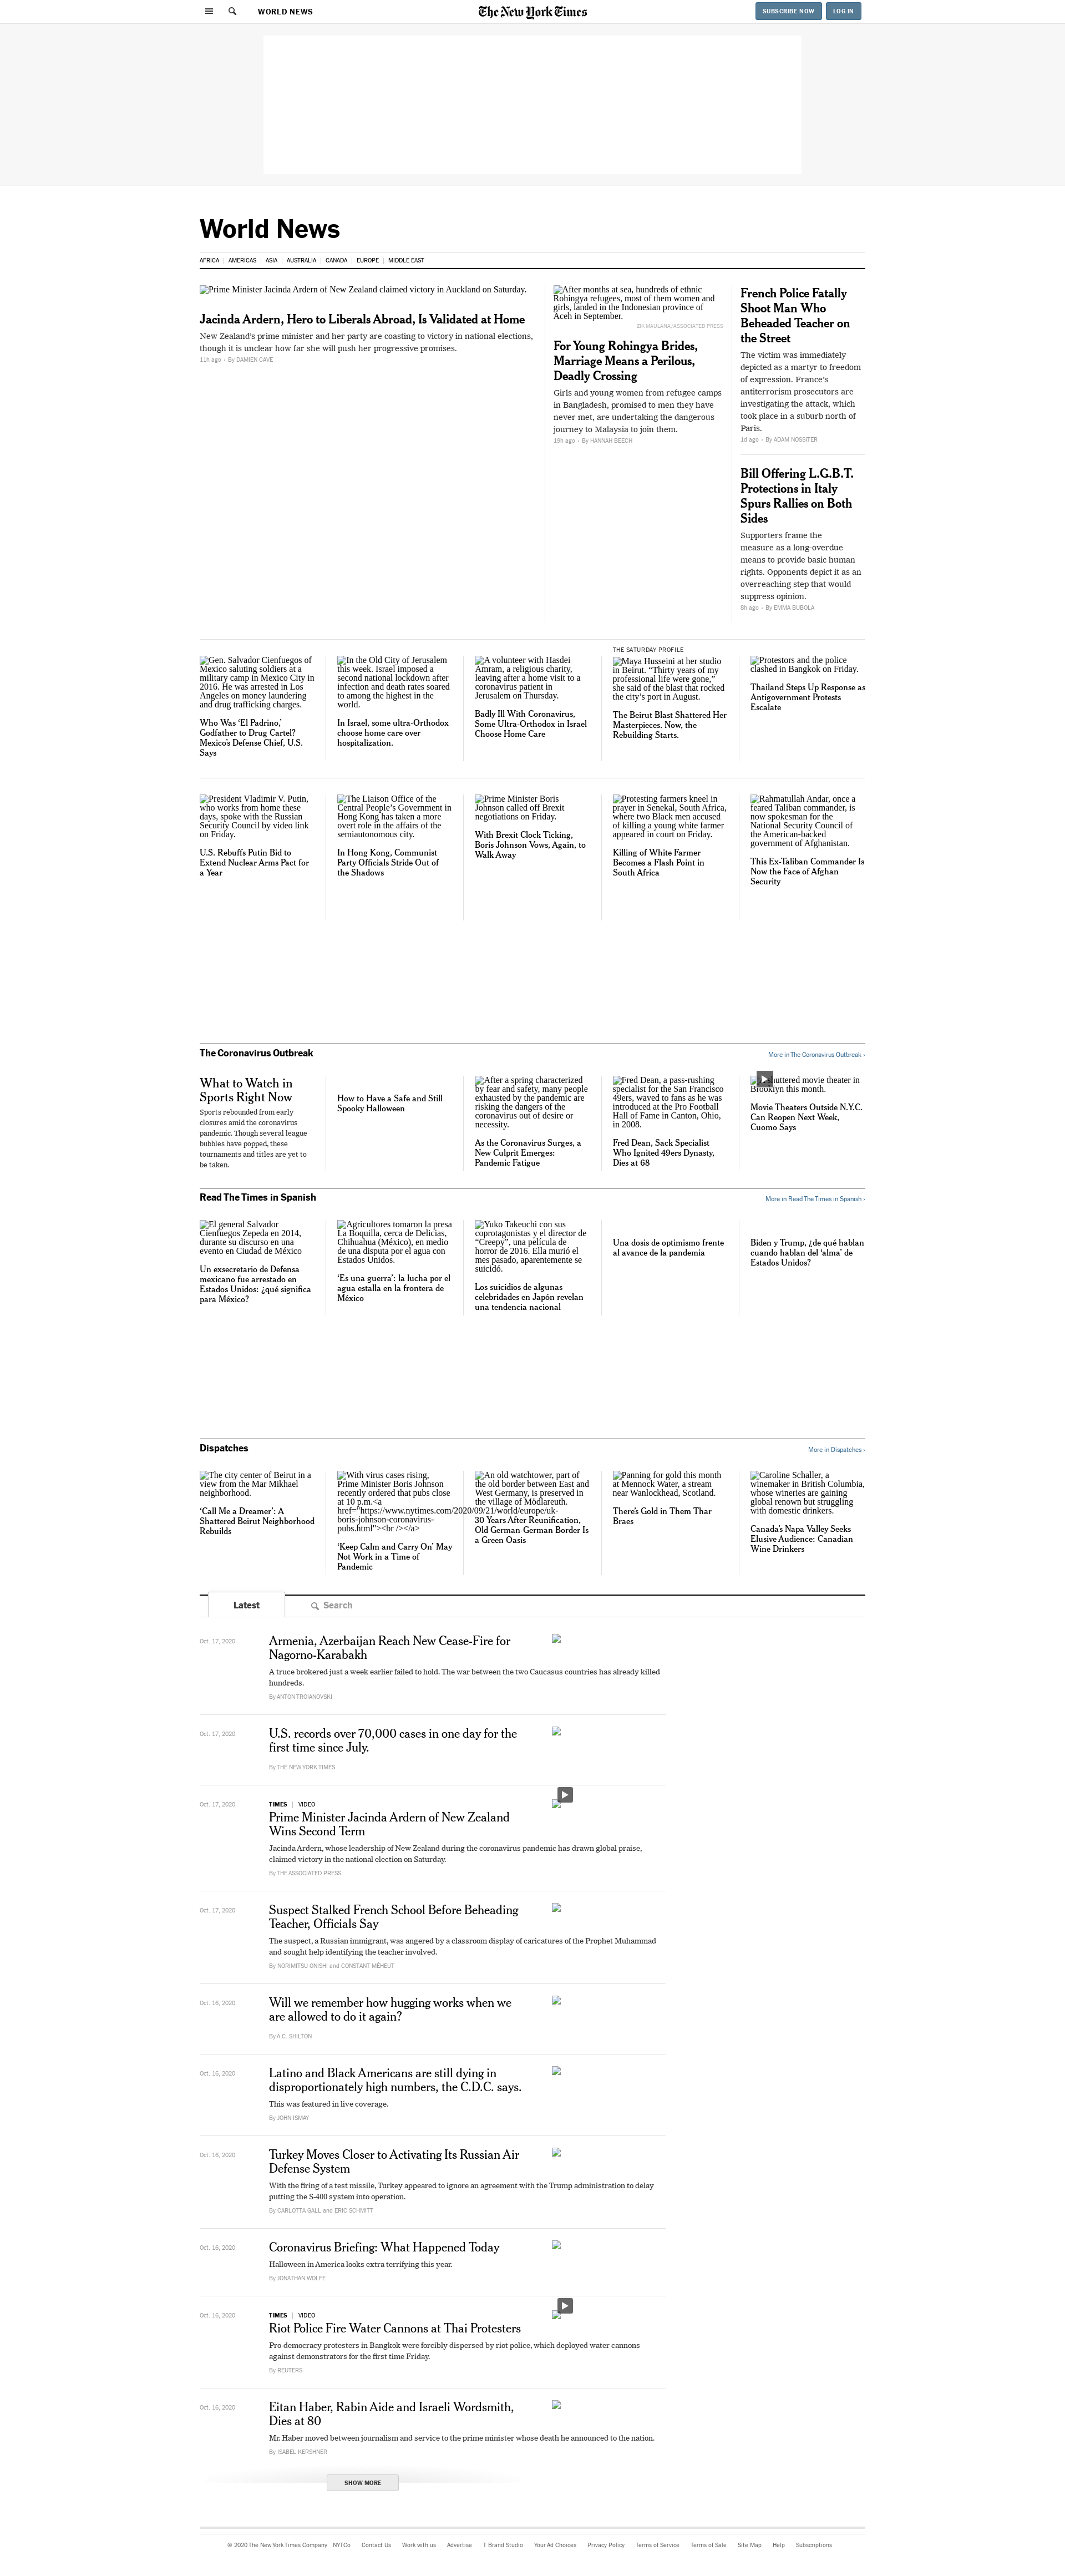 WORLD NEWS
The New York Times
SUBSCRIBE NOW
LOG IN
World News
AFRICA | AMERICAS | ASIA | AUSTRALIA | CANADA | EUROPE | MIDDLE EAST
Prime Minister Jacinda Ardern of New Zealand claimed victory in Auckland on Saturday.
Jacinda Ardern, Hero to Liberals Abroad, Is Validated at Home
New Zealand's prime minister and her party are coasting to victory in national elections,
though it is unclear how far she will push her progressive promises.
11h ago • By DAMIEN CAVE
After months at sea, hundreds of ethnic
Rohingya refugees, most of them women and
girls, landed in the Indonesian province of
Aceh in September.
ZIK MAULANA/ASSOCIATED PRESS
For Young Rohingya Brides,
Marriage Means a Perilous,
Deadly Crossing
Girls and young women from refugee camps
in Bangladesh, promised to men they have
never met, are undertaking the dangerous
journey to Malaysia to join them.
19h ago • By HANNAH BEECH
French Police Fatally
Shoot Man Who
Beheaded Teacher on
the Street
The victim was immediately
depicted as a martyr to freedom
of expression. France's
antiterrorism prosecutors are
investigating the attack, which
took place in a suburb north of
Paris.
1d ago • By ADAM NOSSITER
Bill Offering L.G.B.T.
Protections in Italy
Spurs Rallies on Both
Sides
Supporters frame the
measure as a long-overdue
means to provide basic human
rights. Opponents depict it as an
overreaching step that would
suppress opinion.
8h ago • By EMMA BUBOLA
Gen. Salvador Cienfuegos of
Mexico saluting soldiers at a
military camp in Mexico City in
2016. He was arrested in Los
Angeles on money laundering
and drug trafficking charges.
Who Was ‘El Padrino,’
Godfather to Drug Cartel?
Mexico’s Defense Chief, U.S.
Says
In the Old City of Jerusalem
this week. Israel imposed a
second national lockdown after
infection and death rates soared
to among the highest in the
world.
In Israel, some ultra-Orthodox
choose home care over
hospitalization.
A volunteer with Hasdei
Amram, a religious charity,
leaving after a home visit to a
coronavirus patient in
Jerusalem on Thursday.
Badly Ill With Coronavirus,
Some Ultra-Orthodox in Israel
Choose Home Care
THE SATURDAY PROFILE
Maya Husseini at her studio
in Beirut. “Thirty years of my
professional life were gone,”
she said of the blast that rocked
the city’s port in August.
The Beirut Blast Shattered Her
Masterpieces. Now, the
Rebuilding Starts.
Protestors and the police
clashed in Bangkok on Friday.
Thailand Steps Up Response as
Antigovernment Protests
Escalate
President Vladimir V. Putin,
who works from home these
days, spoke with the Russian
Security Council by video link
on Friday.
U.S. Rebuffs Putin Bid to
Extend Nuclear Arms Pact for
a Year
The Liaison Office of the
Central People’s Government in
Hong Kong has taken a more
overt role in the affairs of the
semiautonomous city.
In Hong Kong, Communist
Party Officials Stride Out of
the Shadows
Prime Minister Boris
Johnson called off Brexit
negotiations on Friday.
With Brexit Clock Ticking,
Boris Johnson Vows, Again, to
Walk Away
Protesting farmers kneel in
prayer in Senekal, South Africa,
where two Black men accused
of killing a young white farmer
appeared in court on Friday.
Killing of White Farmer
Becomes a Flash Point in
South Africa
Rahmatullah Andar, once a
feared Taliban commander, is
now spokesman for the
National Security Council of
the American-backed
government of Afghanistan.
This Ex-Taliban Commander Is
Now the Face of Afghan
Security
The Coronavirus Outbreak
More in The Coronavirus Outbreak ›
What to Watch in
Sports Right Now
Sports rebounded from early
closures amid the coronavirus
pandemic. Though several league
bubbles have popped, these
tournaments and titles are yet to
be taken.
How to Have a Safe and Still
Spooky Halloween
After a spring characterized
by fear and safety, many people
exhausted by the pandemic are
risking the dangers of the
coronavirus out of desire or
necessity.
As the Coronavirus Surges, a
New Culprit Emerges:
Pandemic Fatigue
Fred Dean, a pass-rushing
specialist for the San Francisco
49ers, waved to fans as he was
introduced at the Pro Football
Hall of Fame in Canton, Ohio,
in 2008.
Fred Dean, Sack Specialist
Who Ignited 49ers Dynasty,
Dies at 68
movie theater in
Brooklyn this month.
Movie Theaters Outside N.Y.C.
Can Reopen Next Week,
Cuomo Says
Read The Times in Spanish
More in Read The Times in Spanish ›
El general Salvador
Cienfuegos Zepeda en 2014,
durante su discurso en una
evento en Ciudad de México
Un exsecretario de Defensa
mexicano fue arrestado en
Estados Unidos: ¿qué significa
para México?
Agricultores tomaron la presa
La Boquilla, cerca de Delicias,
Chihuahua (México), en medio
de una disputa por el agua con
Estados Unidos.
‘Es una guerra’: la lucha por el
agua estalla en la frontera de
México
Yuko Takeuchi con sus
coprotagonistas y el director de
“Creepy”, una película de
horror de 2016. Ella murió el
mes pasado, aparentemente se
suicidó.
Los suicidios de algunas
celebridades en Japón revelan
una tendencia nacional
Una dosis de optimismo frente
al avance de la pandemia
Biden y Trump, ¿de qué hablan
cuando hablan del ‘alma’ de
Estados Unidos?
Dispatches
More in Dispatches ›
The city center of Beirut in a
view from the Mar Mikhael
neighborhood.
‘Call Me a Dreamer’: A
Shattered Beirut Neighborhood
Rebuilds
With virus cases rising,
Prime Minister Boris Johnson
recently ordered that pubs close
at 10 p.m.<a
href="https://www.nytimes.com/2020/09/21/world/europe/uk-
boris-johnson-coronavirus-
pubs.html"><br /></a>
‘Keep Calm and Carry On’ May
Not Work in a Time of
Pandemic
An old watchtower, part of
the old border between East and
West Germany, is preserved in
the village of Mödlareuth.
30 Years After Reunification,
Old German-German Border Is
a Green Oasis
Panning for gold this month
at Mennock Water, a stream
near Wanlockhead, Scotland.
There’s Gold in Them Thar
Braes
Caroline Schaller, a
winemaker in British Columbia,
whose wineries are gaining
global renown but struggling
with domestic drinkers.
Canada’s Napa Valley Seeks
Elusive Audience: Canadian
Wine Drinkers
Latest
Search
Oct. 17, 2020
Armenia, Azerbaijan Reach New Cease-Fire for
Nagorno-Karabakh
A truce brokered just a week earlier failed to hold. The war between the two Caucasus countries has already killed
hundreds.
By ANTON TROIANOVSKI
Oct. 17, 2020
U.S. records over 70,000 cases in one day for the
first time since July.
By THE NEW YORK TIMES
Oct. 17, 2020
TIMES | VIDEO
Prime Minister Jacinda Ardern of New Zealand
Wins Second Term
Jacinda Ardern, whose leadership of New Zealand during the coronavirus pandemic has drawn global praise,
claimed victory in the national election on Saturday.
By THE ASSOCIATED PRESS
Oct. 17, 2020
Suspect Stalked French School Before Beheading
Teacher, Officials Say
The suspect, a Russian immigrant, was angered by a classroom display of caricatures of the Prophet Muhammad
and sought help identifying the teacher involved.
By NORIMITSU ONISHI and CONSTANT MÉHEUT
Oct. 16, 2020
Will we remember how hugging works when we
are allowed to do it again?
By A.C. SHILTON
Oct. 16, 2020
Latino and Black Americans are still dying in
disproportionately high numbers, the C.D.C. says.
This was featured in live coverage.
By JOHN ISMAY
Oct. 16, 2020
Turkey Moves Closer to Activating Its Russian Air
Defense System
With the firing of a test missile, Turkey appeared to ignore an agreement with the Trump administration to delay
putting the S-400 system into operation.
By CARLOTTA GALL and ERIC SCHMITT
Oct. 16, 2020
Coronavirus Briefing: What Happened Today
Halloween in America looks extra terrifying this year.
By JONATHAN WOLFE
Oct. 16, 2020
TIMES | VIDEO
Riot Police Fire Water Cannons at Thai Protesters
Pro-democracy protesters in Bangkok were forcibly dispersed by riot police, which deployed water cannons
against demonstrators for the first time Friday.
By REUTERS
Oct. 16, 2020
Eitan Haber, Rabin Aide and Israeli Wordsmith,
Dies at 80
Mr. Haber moved between journalism and service to the prime minister whose death he announced to the nation.
By ISABEL KERSHNER
SHOW MORE
© 2020 The New York Times Company NYTCo Contact Us Work with us Advertise T Brand Studio Your Ad Choices Privacy Policy Terms of Service Terms of Sale Site Map Help Subscriptions